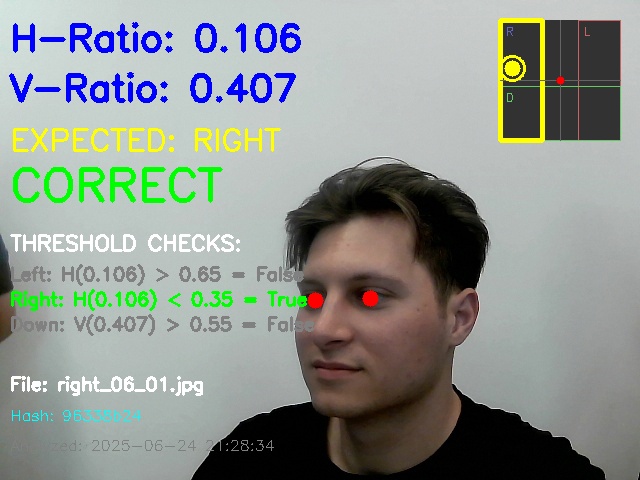 H-Ratio: 0.106
V-Ratio: 0.407
EXPECTED: RIGHT
CORRECT
THRESHOLD CHECKS:
Left: H(0.106) > 0.65 = False
Right: H(0.106) < 0.35 = True
Down: V(0.407) > 0.55 = False
File: right_06_01.jpg
Hash:
2025-06-24 21:28:34
R
L
D